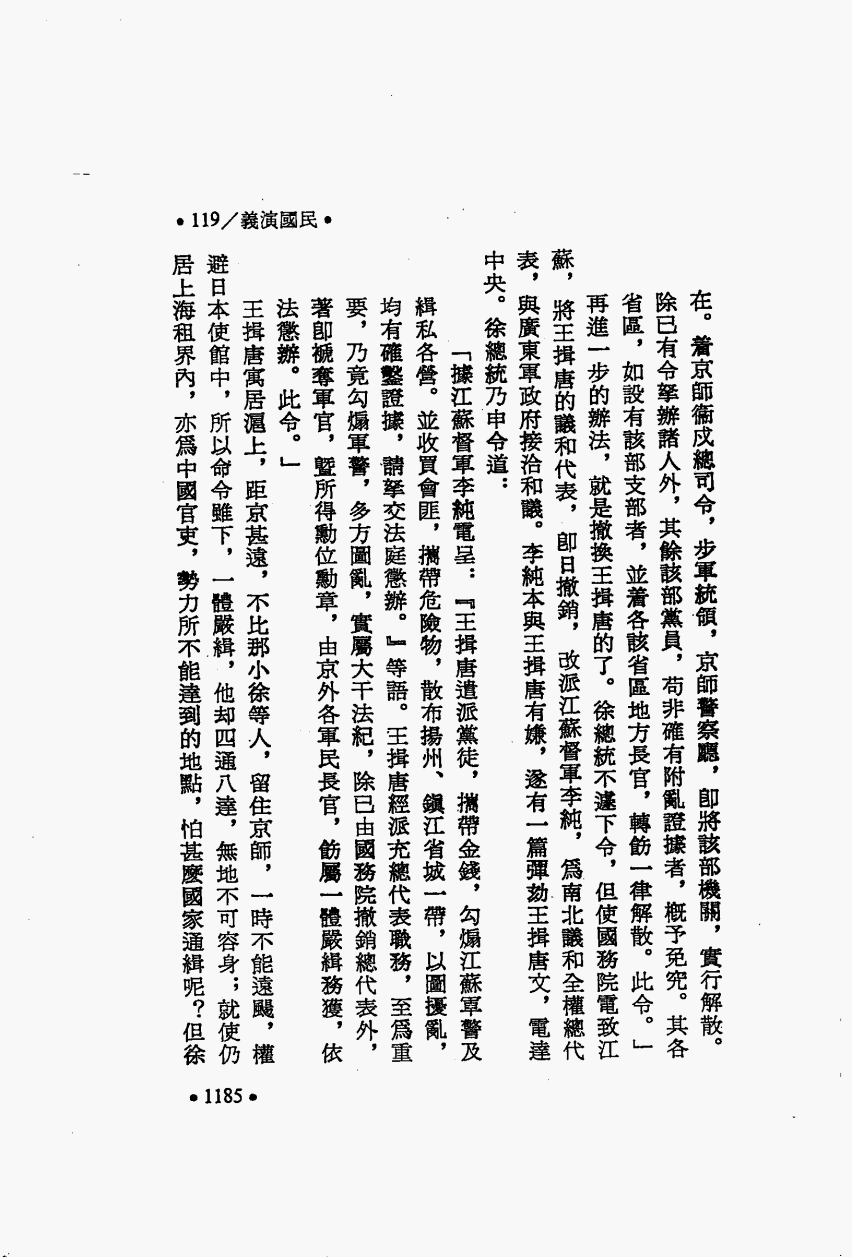 •119／義演國民•
在。着京師衞戍總司令，步軍統領，京師警察廳，卽將該部機關，實行解散。
除已有令拏辦諸人外，其餘該部黨員，苟非確有附亂證據者，概予免究。其各
省區，如設有該部支部者，並着各該省區地方長官，轉飭一律解散。此令。」
再進一步的辦法，就是撤換王揖唐的了。徐總統不遽下令，但使國務院電致江
蘇，將王揖唐的議和代表，卽日撤銷，改派江蘇督軍李純，爲南北議和全權總代
表，與廣東軍政府接洽和議。李純本與王揖唐有嫌，遂有一篇彈劾王揖唐文，電達
中央。徐總統乃申令道：
「據江蘇督軍李純電呈：『王揖唐遣派黨徒，攜帶金錢，勾煽江蘇軍警及
緝私各營。並收買會匪，攜帶危險物，散布揚州、鎭江省城一帶，以圖擾亂，
均有確鑿證據，請拏交法庭懲辦。』等語。王揖唐經派充總代表職務，至爲重
要，乃竟勾煽軍警，多方圖亂，實屬大干法紀，除已由國務院撤銷總代表外，
著卽褫奪軍官，曁所得勳位勳章，由京外各軍民長官，飭屬一體嚴緝務獲，依
法懲辦。此令。」
王揖唐寓居滬上，距京甚遠，不比那小徐等人，留住京師，一時不能遠颺，權
避日本使館中，所以命令雖下，一體嚴緝，他却四通八達，無地不可容身；就使仍
居上海租界內，亦爲中國官吏，勢力所不能達到的地點，怕甚麼國家通緝呢？但徐
•1185•